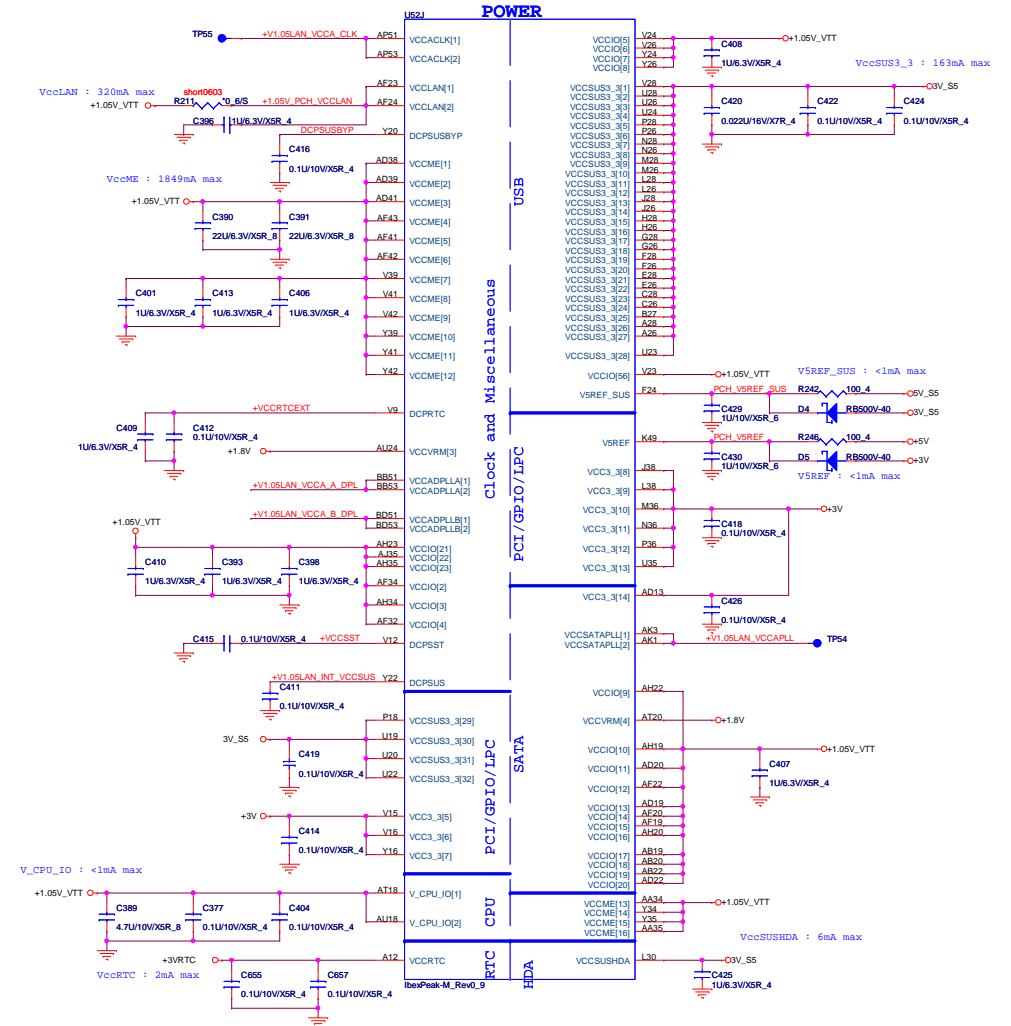 POWER
U52J
TP55
+V1.05LAN_VCCA_CLK
AP51
VCCACLK[1]
AP53
VCCACLK[2]
VccLAN : 320mA max
short0603
+1.05V_VTT
R211
*0_6/S
+1.05V_PCH_VCCLAN
AF23
VCCLAN[1]
AF24
VCCLAN[2]
C396
1U/6.3V/X5R_4
DCPSUSBYP
Y20
DCPSUSBYP
C416
0.1U/10V/X5R_4
VccME : 1849mA max
+1.05V_VTT
AD38
VCCME[1]
AD39
VCCME[2]
AD41
VCCME[3]
AF43
VCCME[4]
AF41
VCCME[5]
AF42
VCCME[6]
V39
VCCME[7]
V41
VCCME[8]
V42
VCCME[9]
Y39
VCCME[10]
Y41
VCCME[11]
Y42
VCCME[12]
C390
22U/6.3V/X5R_8
C391
22U/6.3V/X5R_8
C401
1U/6.3V/X5R_4
C413
1U/6.3V/X5R_4
C406
1U/6.3V/X5R_4
+VCCRTCEXT
V9
DCPRTC
C409
1U/6.3V/X5R_4
C412
0.1U/10V/X5R_4
+1.8V
AU24
VCCVRM[3]
+V1.05LAN_VCCA_A_DPL
BB51
VCCADPLLA[1]
BB53
VCCADPLLA[2]
+V1.05LAN_VCCA_B_DPL
BD51
VCCADPLLB[1]
BD53
VCCADPLLB[2]
+1.05V_VTT
AH23
VCCIO[21]
AJ35
VCCIO[22]
AH35
VCCIO[23]
AF34
VCCIO[2]
AH34
VCCIO[3]
AF32
VCCIO[4]
C410
1U/6.3V/X5R_4
C393
1U/6.3V/X5R_4
C398
1U/6.3V/X5R_4
C415
0.1U/10V/X5R_4
+VCCSST
V12
DCPSST
+V1.05LAN_INT_VCCSUS
Y22
DCPSUS
C411
0.1U/10V/X5R_4
3V_S5
P18
VCCSUS3_3[29]
U19
VCCSUS3_3[30]
U20
VCCSUS3_3[31]
U22
VCCSUS3_3[32]
C419
0.1U/10V/X5R_4
+3V
V15
VCC3_3[5]
V16
VCC3_3[6]
Y16
VCC3_3[7]
C414
0.1U/10V/X5R_4
V_CPU_IO : <1mA max
+1.05V_VTT
AT18
V_CPU_IO[1]
AU18
V_CPU_IO[2]
C389
4.7U/10V/X5R_8
C377
0.1U/10V/X5R_4
C404
0.1U/10V/X5R_4
+3VRTC
A12
VCCRTC
VccRTC : 2mA max
C655
0.1U/10V/X5R_4
C657
0.1U/10V/X5R_4
IbexPeak-M_Rev0_9
Clock and Miscellaneous
PCI/GPIO/LPC
CPU
RTC
USB
PCI/GPIO/LPC
SATA
HDA
VCCIO[5]
V24
VCCIO[6]
V26
VCCIO[7]
Y24
VCCIO[8]
Y26
+1.05V_VTT
C408
1U/6.3V/X5R_4
VccSUS3_3 : 163mA max
3V_S5
VCCSUS3_3[1]
V28
VCCSUS3_3[2]
U28
VCCSUS3_3[3]
U26
VCCSUS3_3[4]
U24
VCCSUS3_3[5]
P28
VCCSUS3_3[6]
P26
VCCSUS3_3[7]
N28
VCCSUS3_3[8]
N26
VCCSUS3_3[9]
M28
VCCSUS3_3[10]
M26
VCCSUS3_3[11]
L28
VCCSUS3_3[12]
L26
VCCSUS3_3[13]
J28
VCCSUS3_3[14]
J26
VCCSUS3_3[15]
H28
VCCSUS3_3[16]
H26
VCCSUS3_3[17]
G28
VCCSUS3_3[18]
G26
VCCSUS3_3[19]
F28
VCCSUS3_3[20]
F26
VCCSUS3_3[21]
E28
VCCSUS3_3[22]
E26
VCCSUS3_3[23]
C28
VCCSUS3_3[24]
C26
VCCSUS3_3[25]
B27
VCCSUS3_3[26]
A28
VCCSUS3_3[27]
A26
VCCSUS3_3[28]
U23
C420
0.022U/16V/X7R_4
C422
0.1U/10V/X5R_4
C424
0.1U/10V/X5R_4
VCCIO[56]
V23
+1.05V_VTT
V5REF_SUS : <1mA max
V5REF_SUS
F24
PCH_V5REF_SUS
R242
100_4
5V_S5
C429
1U/10V/X5R_6
D4
RB500V-40
3V_S5
V5REF
K49
PCH_V5REF
R246
100_4
+5V
C430
1U/10V/X5R_6
D5
RB500V-40
+3V
V5REF : <1mA max
VCC3_3[8]
J38
VCC3_3[9]
L38
VCC3_3[10]
M36
+3V
VCC3_3[11]
N36
VCC3_3[12]
P36
VCC3_3[13]
U35
C418
0.1U/10V/X5R_4
VCC3_3[14]
AD13
C426
0.1U/10V/X5R_4
VCCSATAPLL[1]
AK3
VCCSATAPLL[2]
AK1
+V1.05LAN_VCCAPLL
TP54
VCCIO[9]
AH22
VCCVRM[4]
AT20
+1.8V
VCCIO[10]
AH19
+1.05V_VTT
VCCIO[11]
AD20
VCCIO[12]
AF22
C407
1U/6.3V/X5R_4
VCCIO[13]
AD19
VCCIO[14]
AF20
VCCIO[15]
AF19
VCCIO[16]
AH20
VCCIO[17]
AB19
VCCIO[18]
AB20
VCCIO[19]
AB22
VCCIO[20]
AD22
VCCME[13]
AA34
+1.05V_VTT
VCCME[14]
Y34
VCCME[15]
Y35
VCCME[16]
AA35
VccSUSHDA : 6mA max
VCCSUSHDA
L30
3V_S5
C425
1U/6.3V/X5R_4